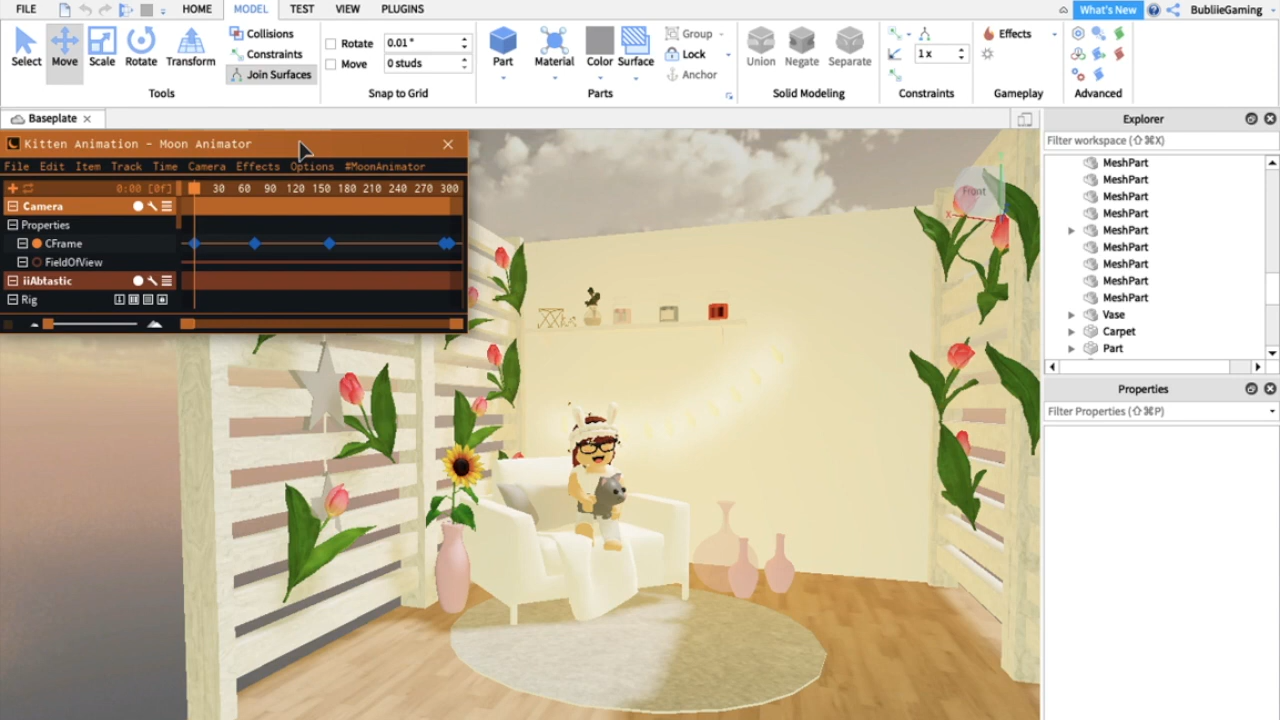 FILE HOME MODEL TEST VIEW PLUGINS What's New BubliieGaming
Select Move Scale Rotate Transform
Collisions
Constraints
Join Surfaces
Tools
Rotate 0.01 °
Move 0 studs
Snap to Grid
Part Material Color Surface
Group
Lock
Anchor
Parts
Union Negate Separate
Solid Modeling
1 x
Constraints
Effects
Gameplay
Advanced
Baseplate
Kitten Animation - Moon Animator
File Edit Item Track Time Camera Effects Options #MoonAnimator
0:00 [0f] 30 60 90 120 150 180 210 240 270 300
Camera
Properties
CFrame
FieldOfView
iiAbtastic
Rig
Front
X
Explorer
Filter workspace (⇧⌘X)
MeshPart
MeshPart
MeshPart
MeshPart
MeshPart
MeshPart
MeshPart
MeshPart
MeshPart
Vase
Carpet
Part
Properties
Filter Properties (⇧⌘P)